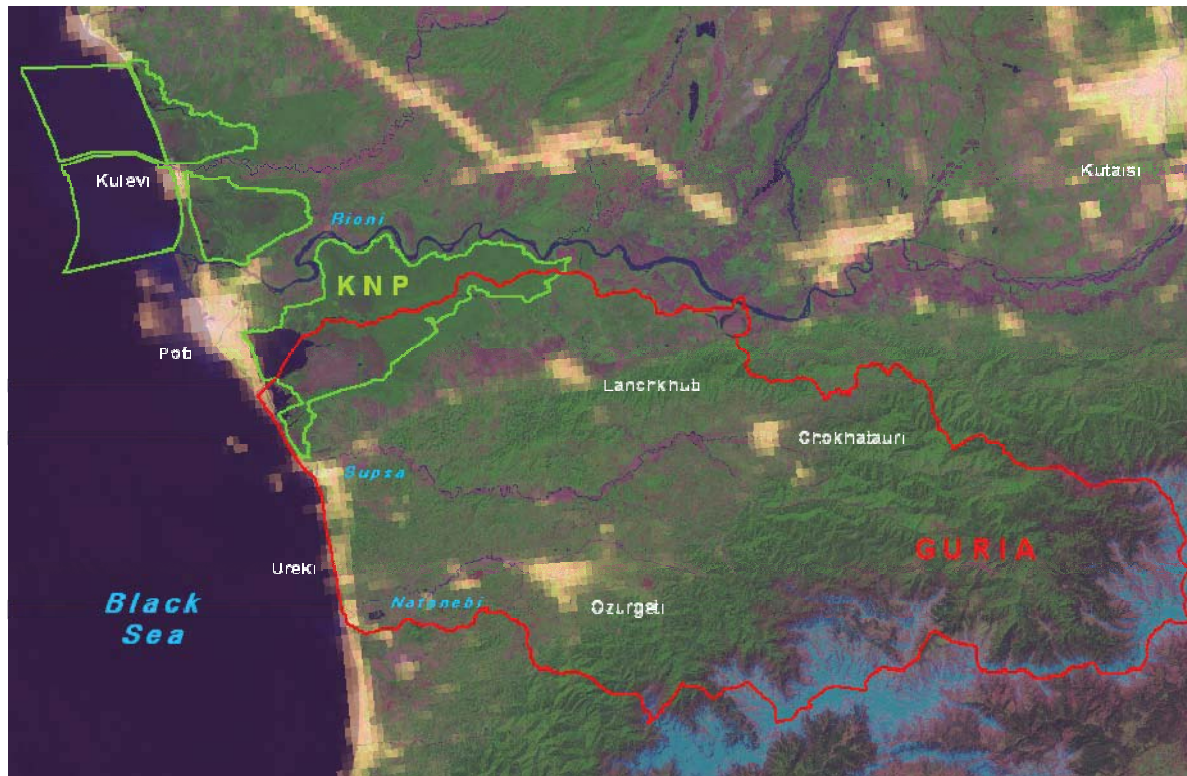 Kutaisi
Kulevi
Rioni
KNP
Poti
Lanchkhuti
Chokhatauri
Supsa
GURIA
Ureki
Natanebi
Ozurgeti
Black
Sea